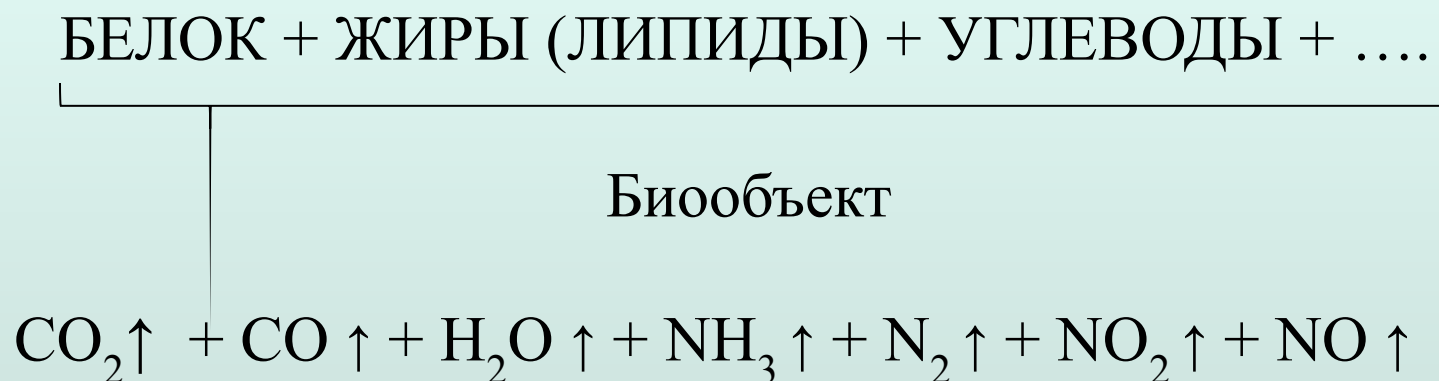 БЕЛОК + ЖИРЫ (ЛИПИДЫ) + УГЛЕВОДЫ + ....
Биообъект
CO₂↑ + CO ↑ + H₂O ↑ + NH₃ ↑ + N₂ ↑ + NO₂ ↑ + NO ↑